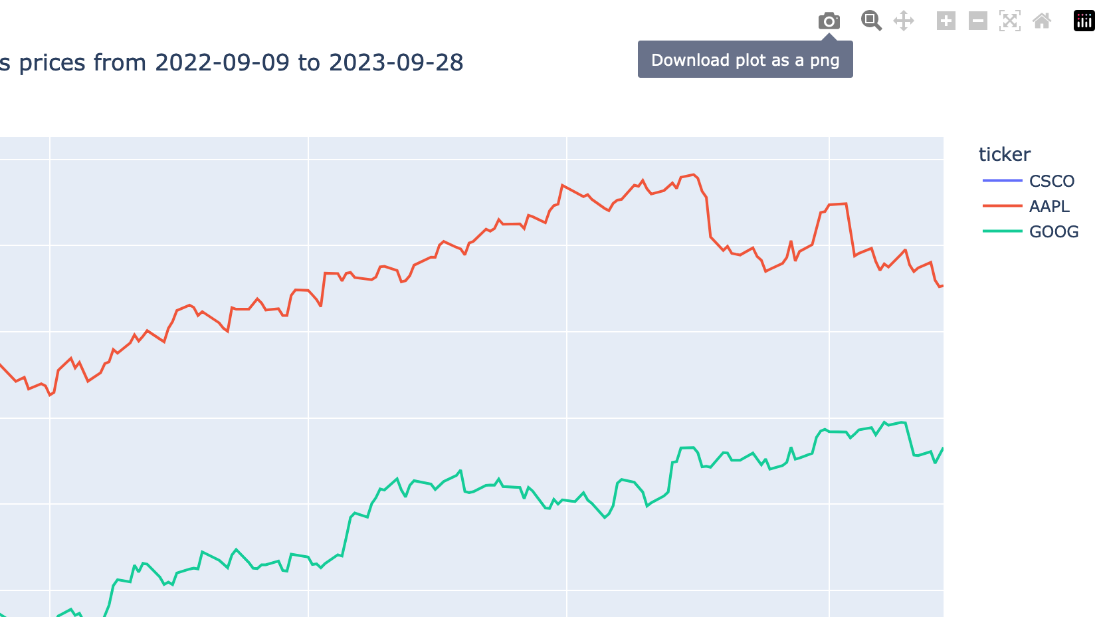 s prices from 2022-09-09 to 2023-09-28
Download plot as a png
ticker
CSCO
AAPL
GOOG